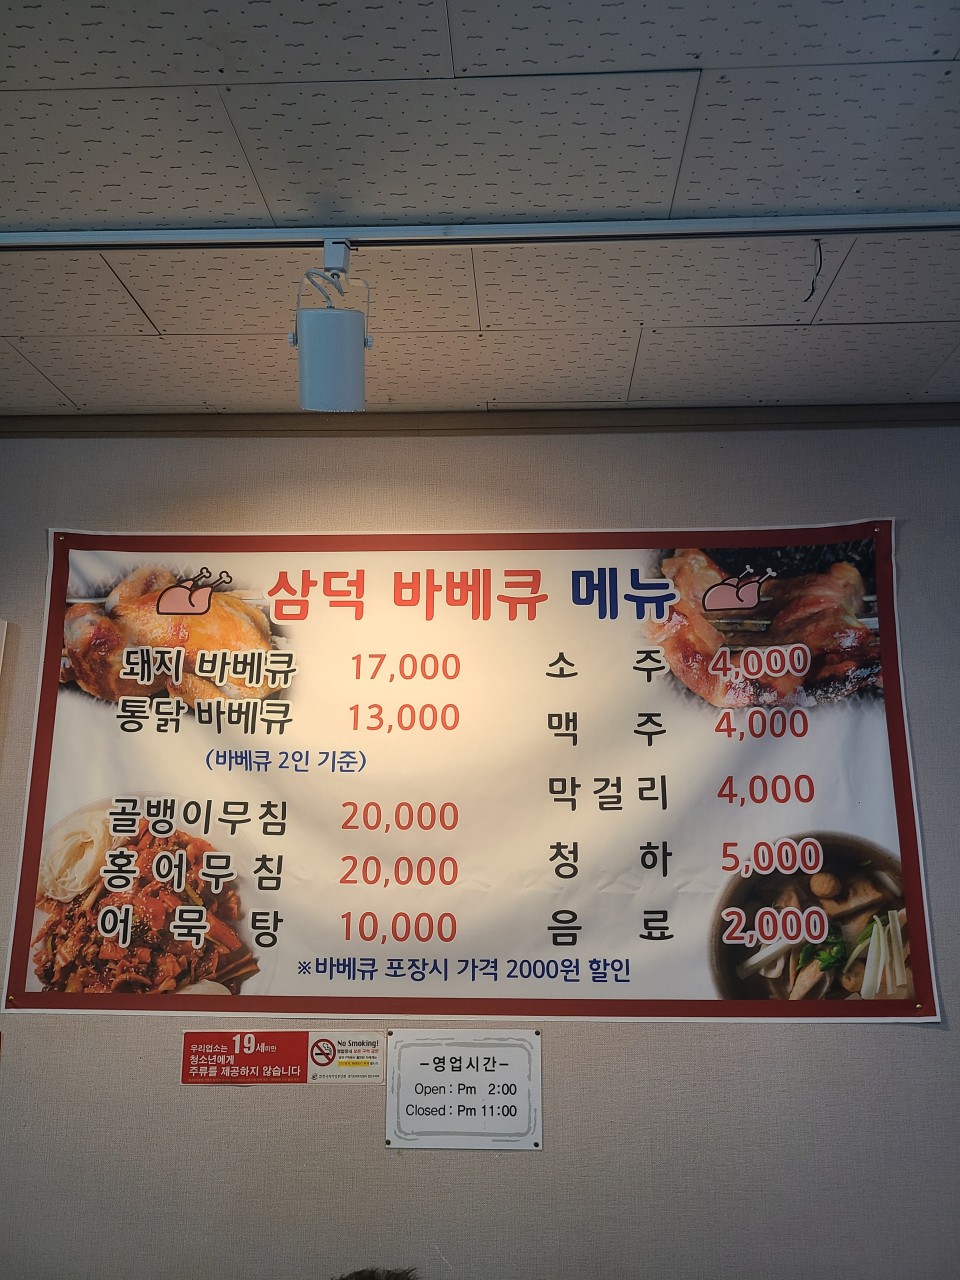 삼덕 바베큐 메뉴
돼지 바베큐 17,000
통닭 바베큐 13,000
(바베큐 2인 기준)
골뱅이무침 20,000
홍어무침 20,000
어묵탕 10,000
소주 4,000
맥주 4,000
막걸리 4,000
청하 5,000
음료 2,000
※바베큐 포장시 가격 2000원 할인
우리업소는 19세미만
청소년에게
주류를 제공하지 않습니다
No Smoking!
-영업시간-
Open : Pm 2:00
Closed : Pm 11:00